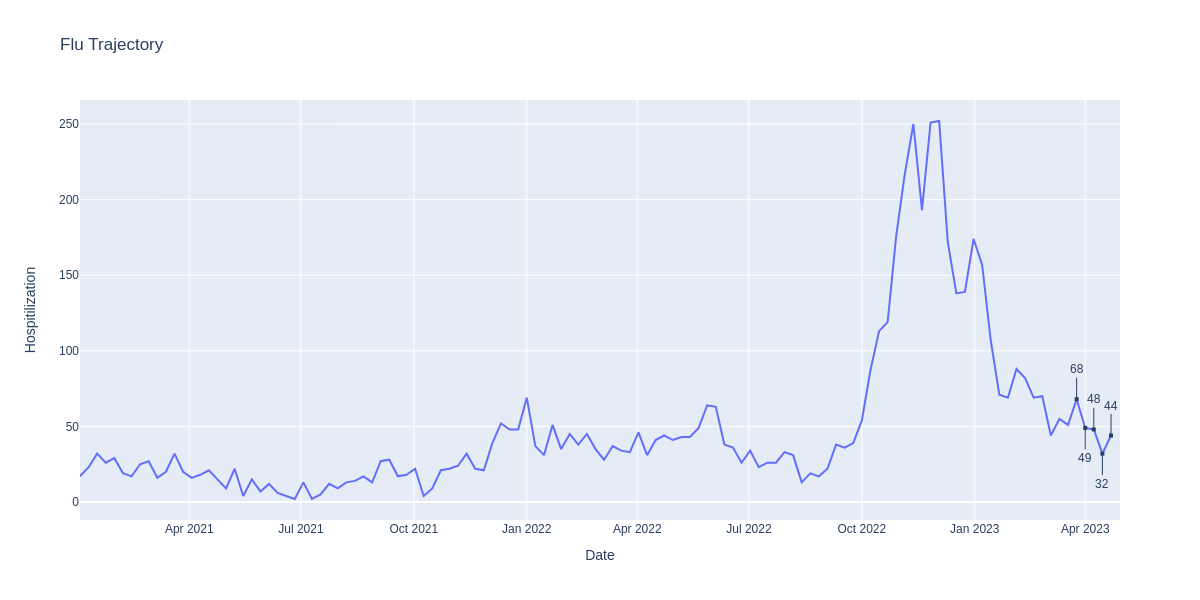 Flu Trajectory
Hospitilization
250
200
150
100
50
0
68
48
44
49
32
Apr 2021
Jul 2021
Oct 2021
Jan 2022
Apr 2022
Jul 2022
Oct 2022
Jan 2023
Apr 2023
Date